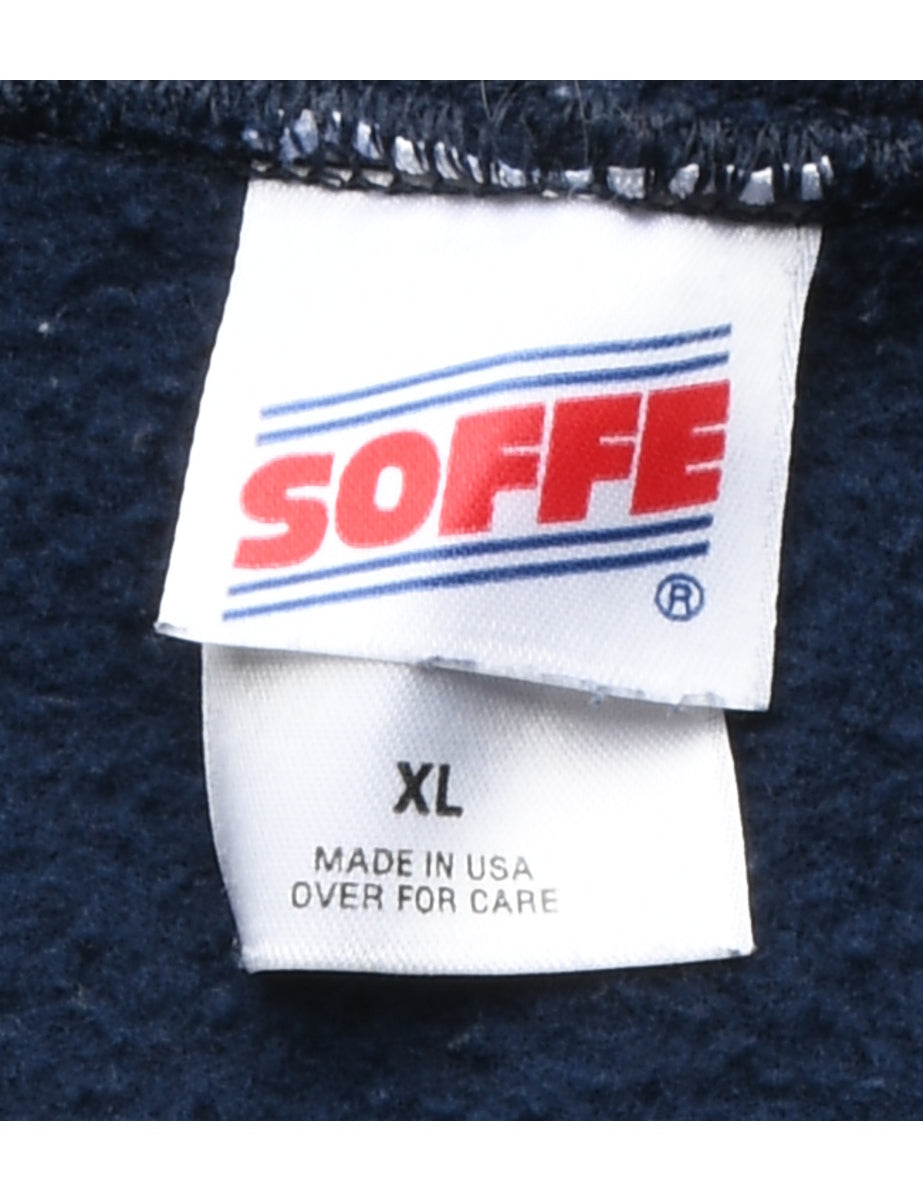 SOFFE
®
XL
MADE IN USA
OVER FOR CARE